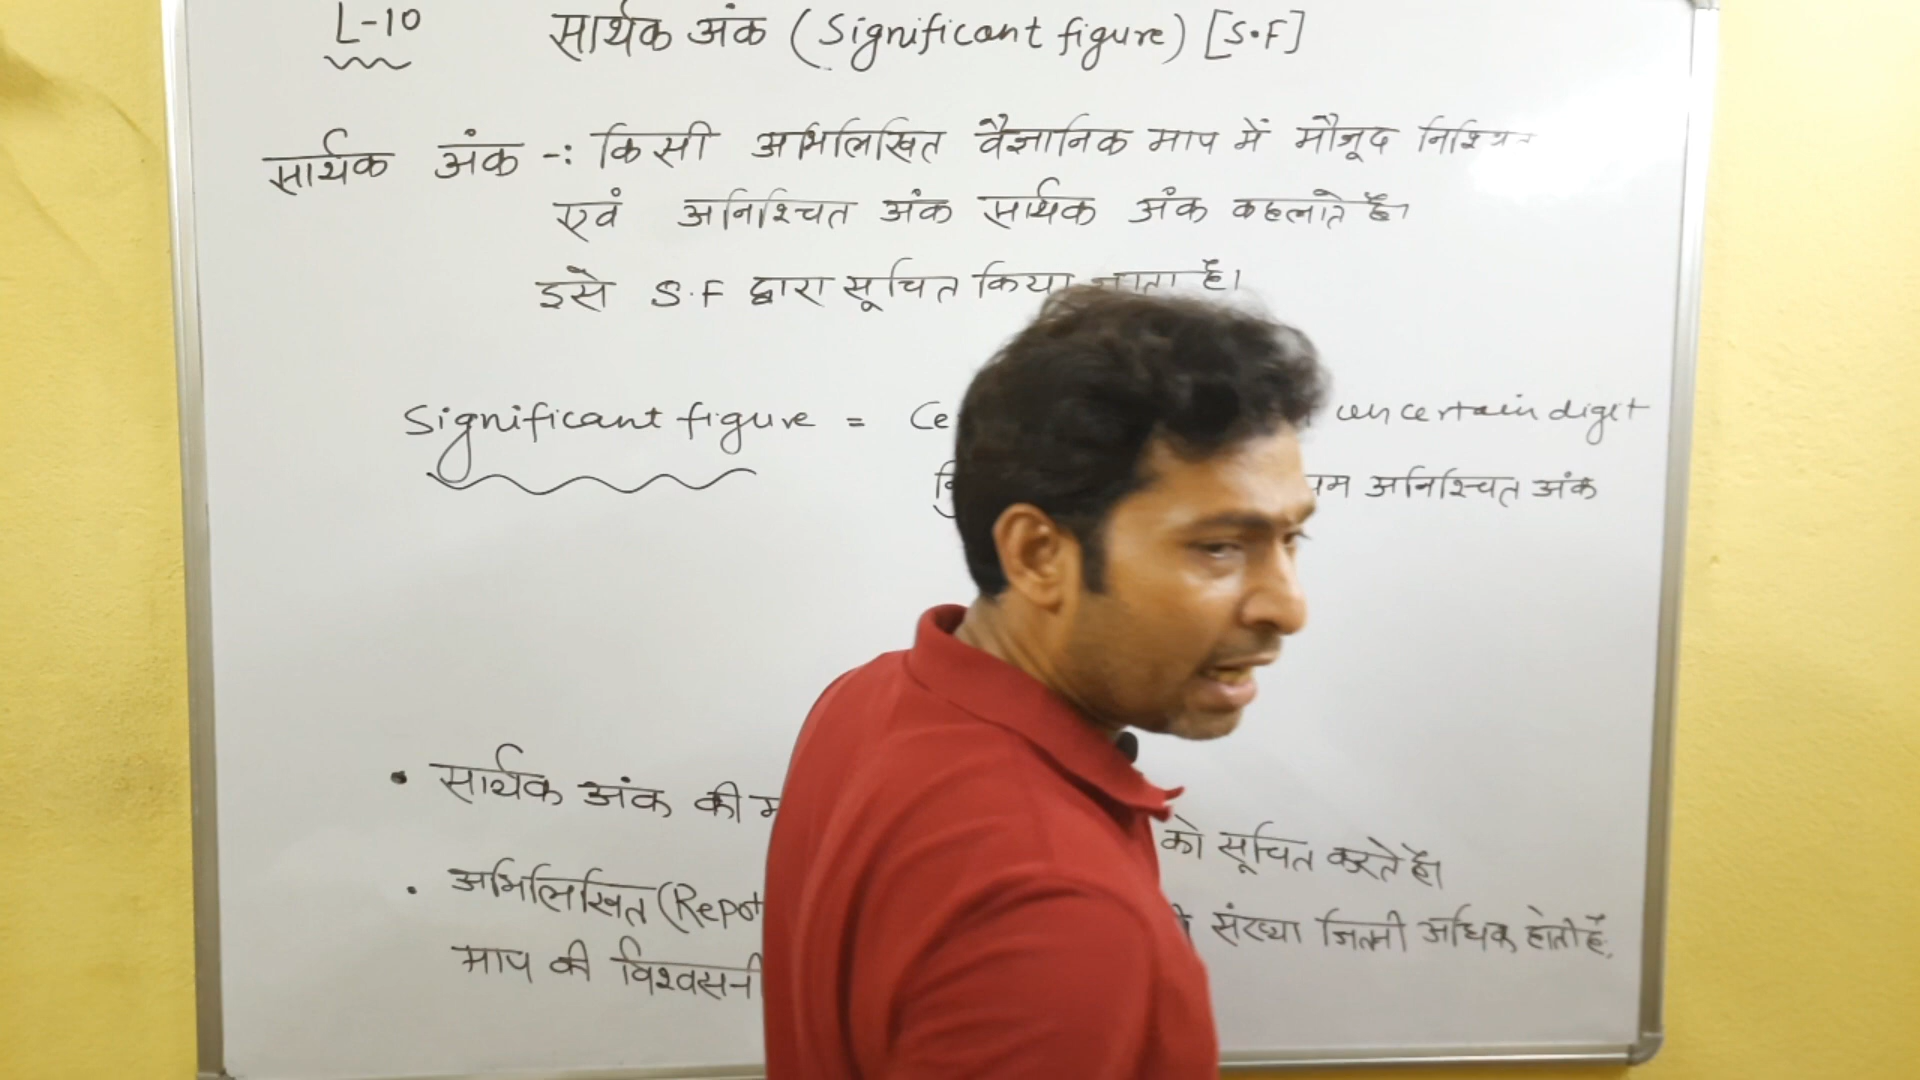 L-10 सार्थक अंक (Significant figure) [S.F]
सार्थक अंक -: किसी अभिलिखित वैज्ञानिक माप में मौजूद निश्चित
एवं अनिश्चित अंक सार्थक अंक कहलाते हैं।
इसे S.F द्वारा सूचित किया जाता है।
Significant figure = Ce uncertain digit
अनिश्चित अंक
• सार्थक अंक की को सूचित करते हैं।
• अभिलिखित (Repot संख्या जितनी अधिक होती है,
माप की विश्वसनी